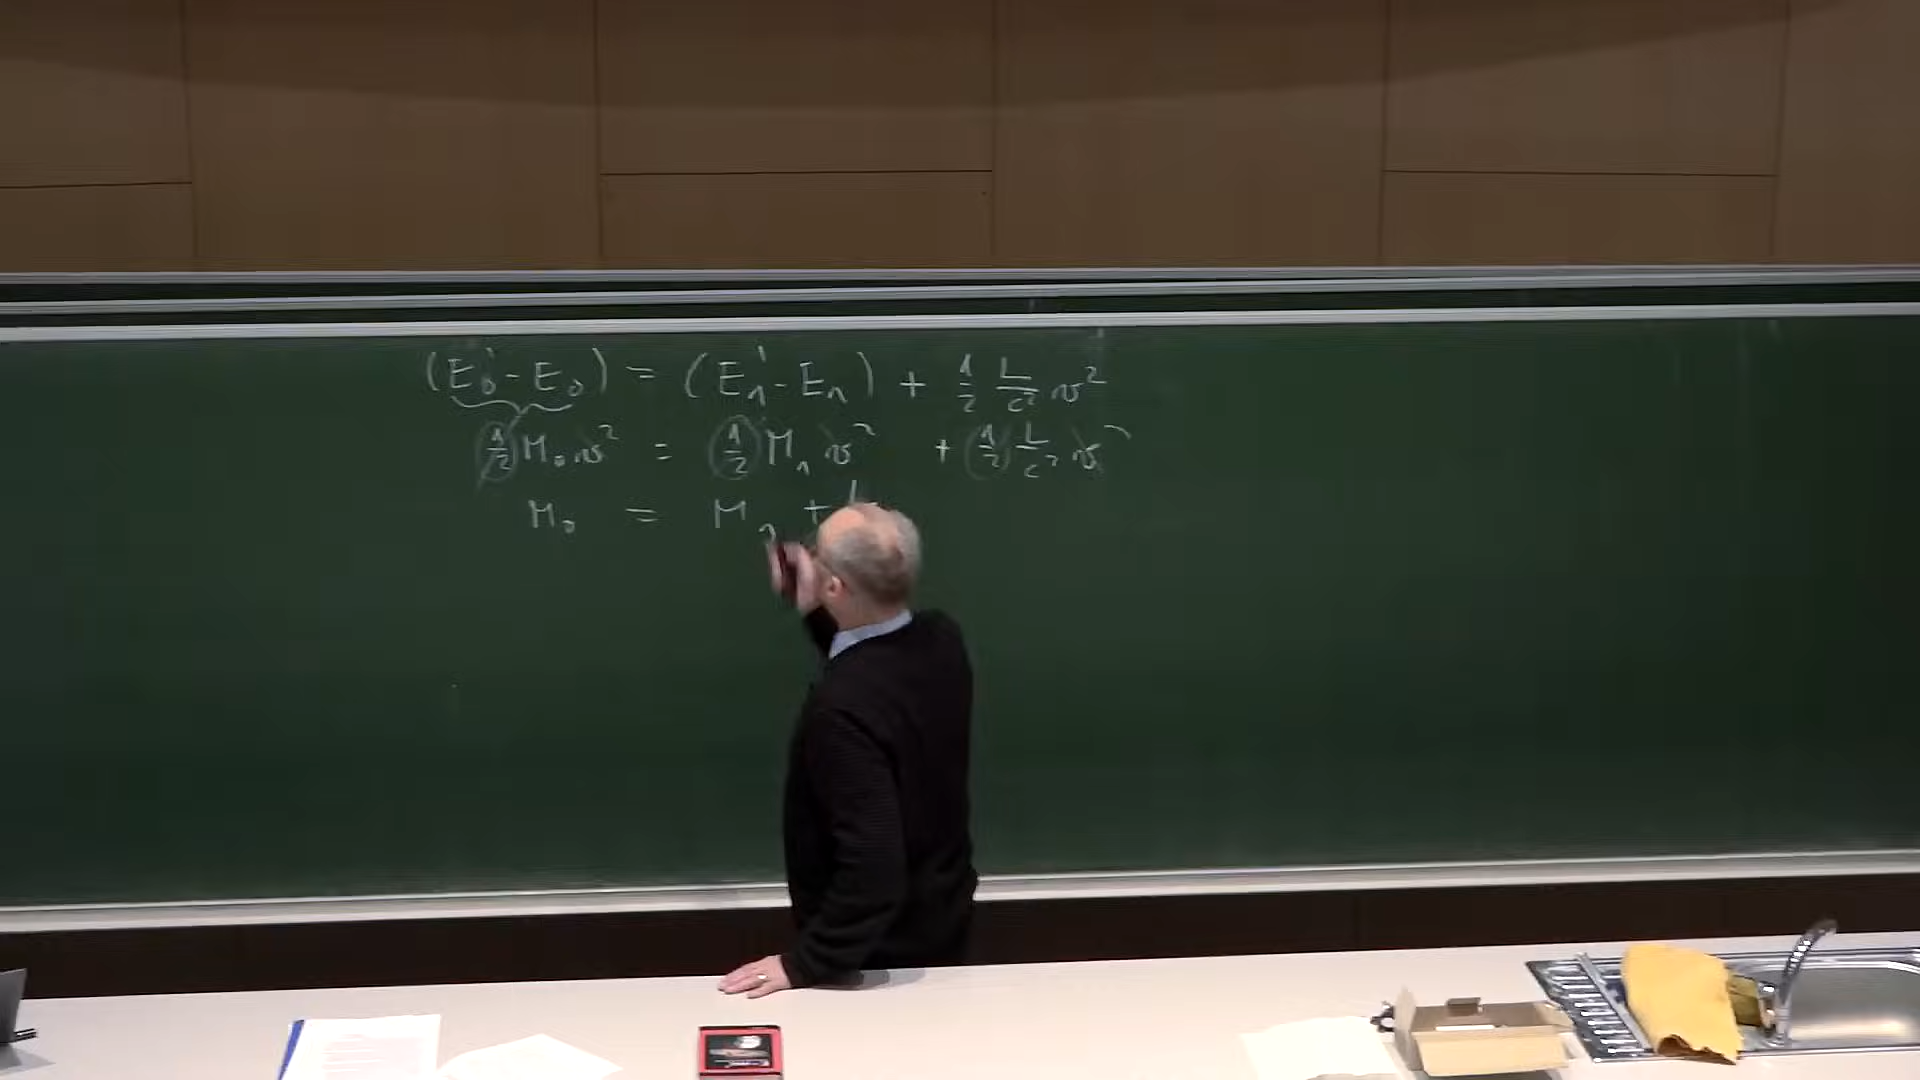 (E₀' - E₀) = (E₁' - E₁) + 1/2 L/c² v²
1/2 M₀ v² = 1/2 M₁ v² + 1/2 L/c² v²
M₀ = M₁ + L